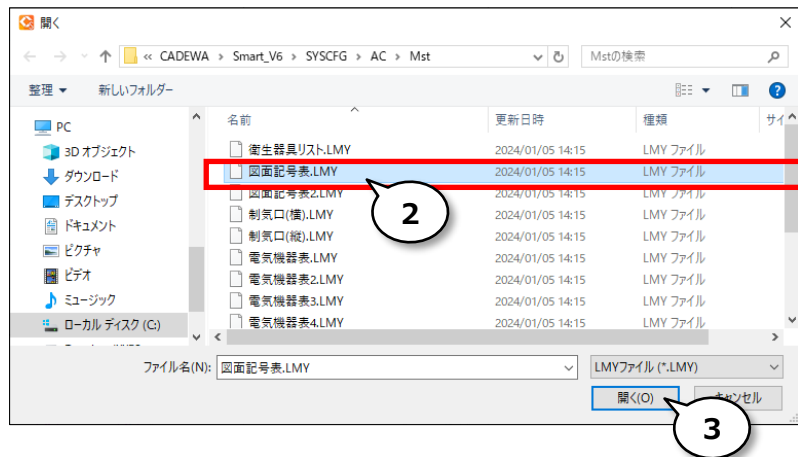 開く
« CADEWA › Smart_V6 › SYSCFG › AC › Mst
Mstの検索
整理 新しいフォルダー
名前 更新日時 種類 サイ
PC
3D オブジェクト
ダウンロード
デスクトップ
ドキュメント
ピクチャ
ビデオ
ミュージック
ローカル ディスク (C:)
衛生器具リスト.LMY 2024/01/05 14:15 LMY ファイル
図面記号表.LMY 2024/01/05 14:15 LMY ファイル
図面記号表2.LMY 2024/01/05 14:15 LMY ファイル
制気口(横).LMY 2024/01/05 14:15 LMY ファイル
制気口(縦).LMY 2024/01/05 14:15 LMY ファイル
電気機器表.LMY 2024/01/05 14:15 LMY ファイル
電気機器表2.LMY 2024/01/05 14:15 LMY ファイル
電気機器表3.LMY 2024/01/05 14:15 LMY ファイル
電気機器表4.LMY 2024/01/05 14:15 LMY ファイル
2
ファイル名(N): 図面記号表.LMY LMYファイル (*.LMY)
開く(O) キャンセル
3